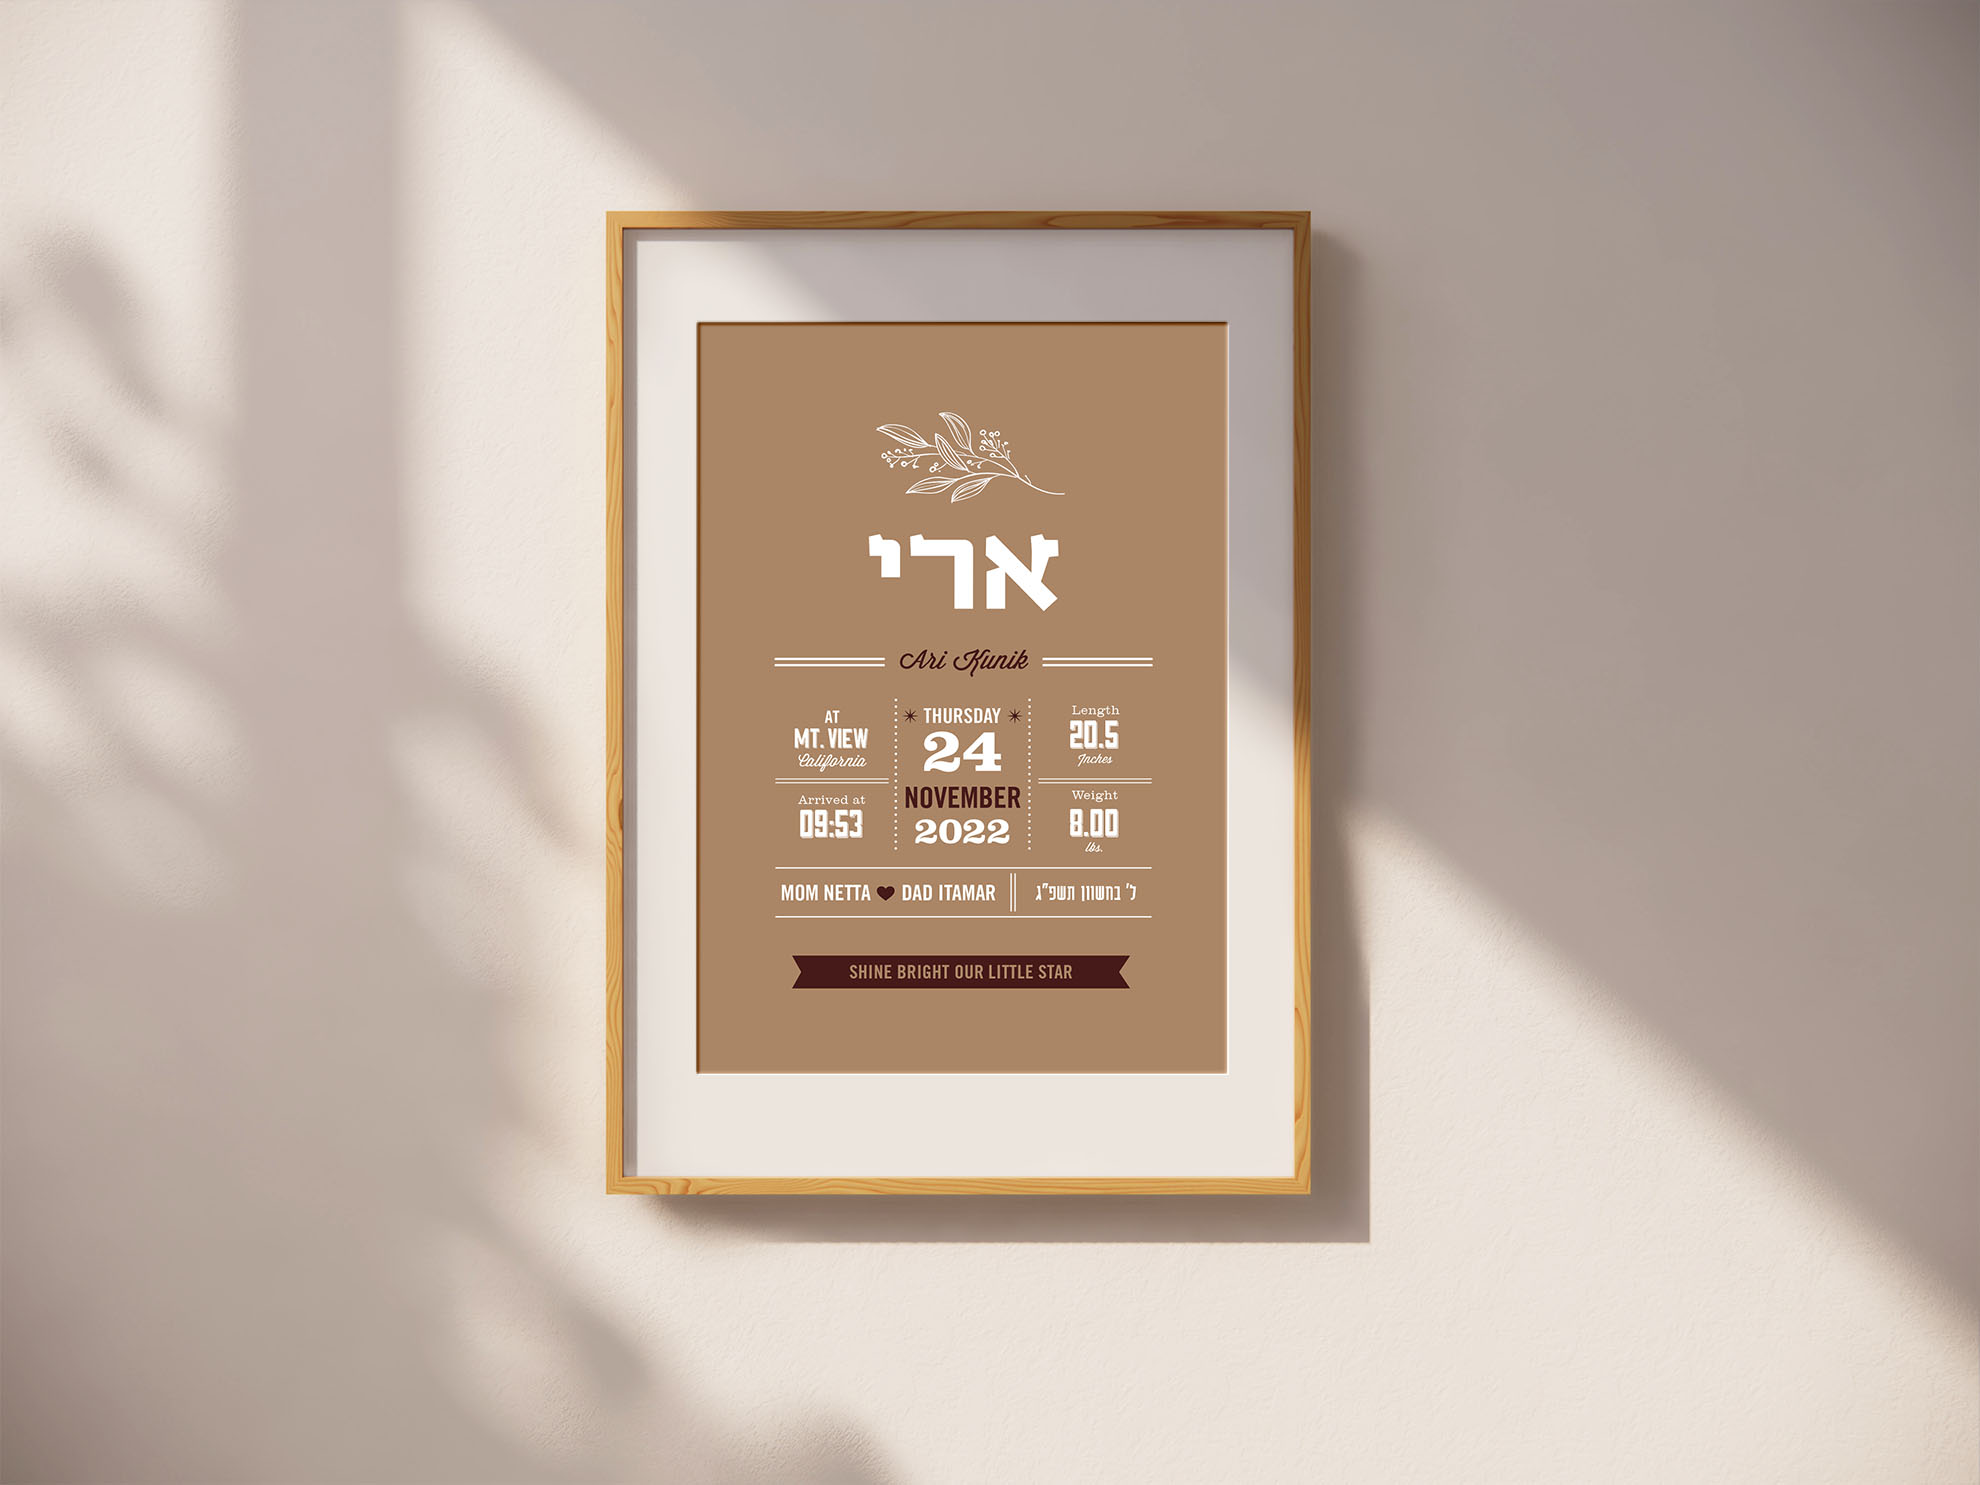 ארי
Ari Kunik
AT
MT. VIEW
California
Arrived at
09:53
THURSDAY
24
NOVEMBER
2022
Length
20.5
Inches
Weight
8.00
lbs.
MOM NETTA ♥ DAD ITAMAR
ל' בחשוון תשפ"ג
SHINE BRIGHT OUR LITTLE STAR